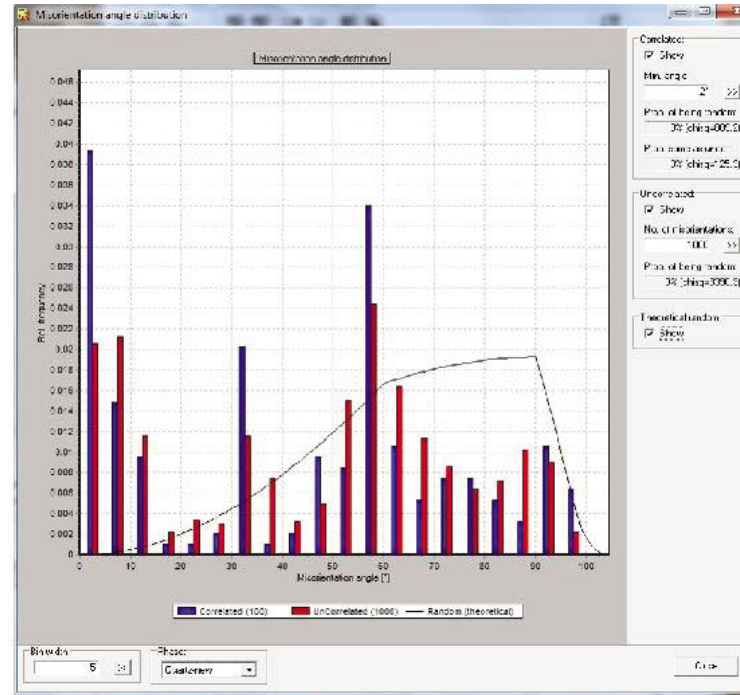 Misorientation angle distribution
Misorientation angle distribution
0.046
0.044
0.042
0.04
0.038
0.036
0.034
0.032
0.03
0.028
0.026
0.024
0.022
0.02
0.018
0.016
0.014
0.012
0.01
0.008
0.006
0.004
0.002
0
Rel. frequency
0 10 20 30 40 50 60 70 80 90 100
Misorientation angle [°]
Correlated
UnCorrelated (1000)
Random (theoretical)
Correlated:
Show
Min. angle
2°
>>
Prob. of being random:
0%
0%
Uncorrelated:
Show
No. of misorientations:
1000
>>
Prob. of being random:
0%
Theoretical random
Show
Bin width
5
Phase:
Quartz-new
Close